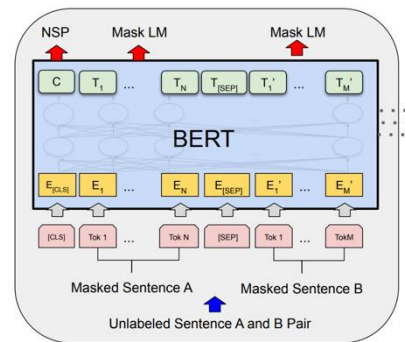 NSP Mask LM Mask LM
C T1 ... TN T[SEP] T1' ... TM'
BERT
E[CLS] E1 ... EN E[SEP] E1' ... EM'
[CLS] Tok 1 ... Tok N [SEP] Tok 1 ... TokM
Masked Sentence A Masked Sentence B
Unlabeled Sentence A and B Pair